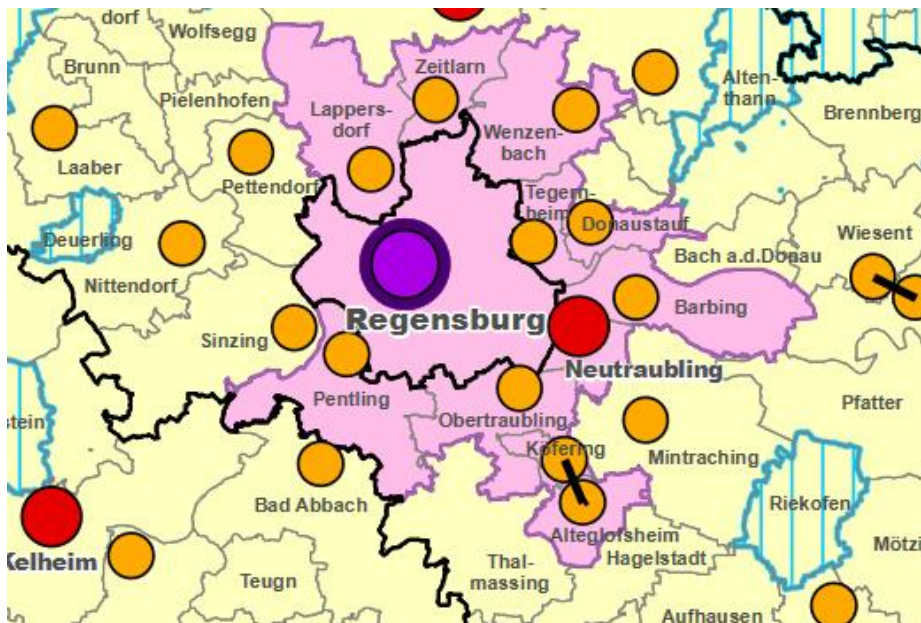 dorf
Wolfsegg
Brunn
Zeitlarn
Alten-
thann
Pielenhofen
Lappers-
dorf
Brennberg
Wenzen-
bach
Laaber
Pettendorf
Tegern-
heim
Donaustauf
Deuerling
Wiesent
Bach a.d.Donau
Nittendorf
Barbing
Regensburg
Sinzing
Neutraubling
Pentling
Pfatter
Obertraubling
stein
Köfering
Mintraching
Bad Abbach
Riekofen
Alteglofsheim
Mötzi
Kelheim
Hagelstadt
Thal-
massing
Teugn
Aufhausen